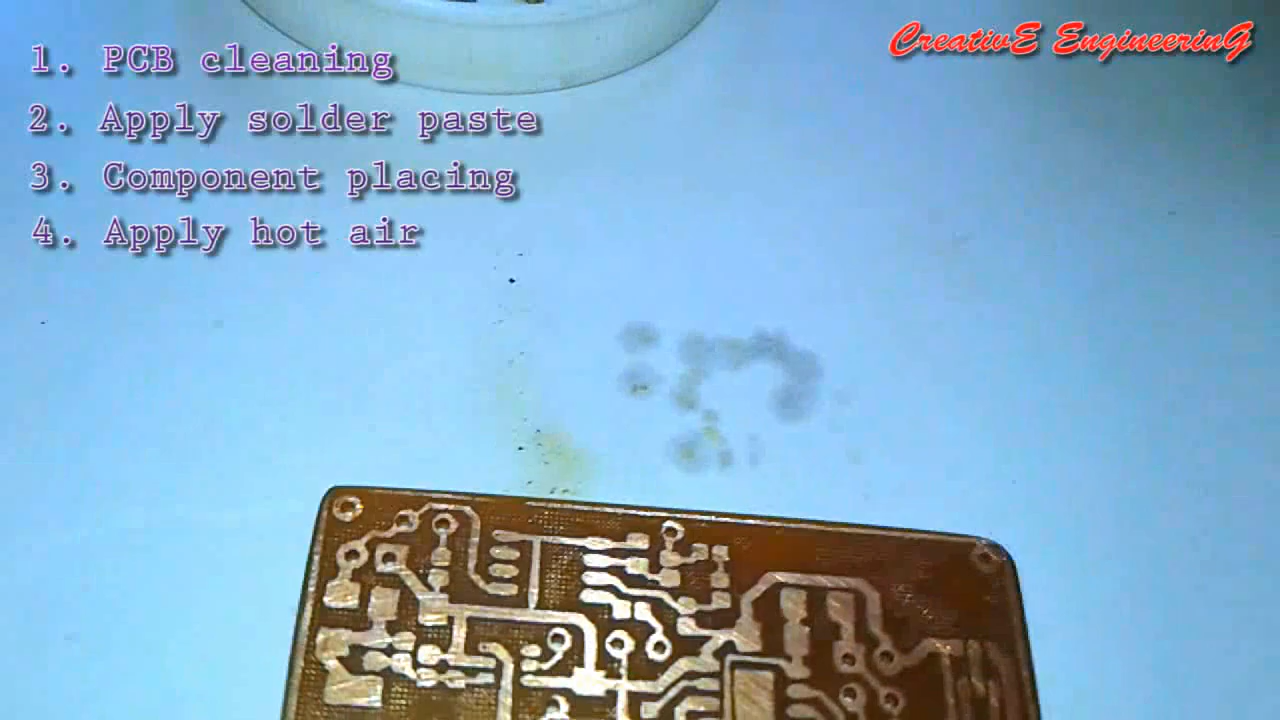 CreativE EngineerinG
1. PCB cleaning
2. Apply solder paste
3. Component placing
4. Apply hot air